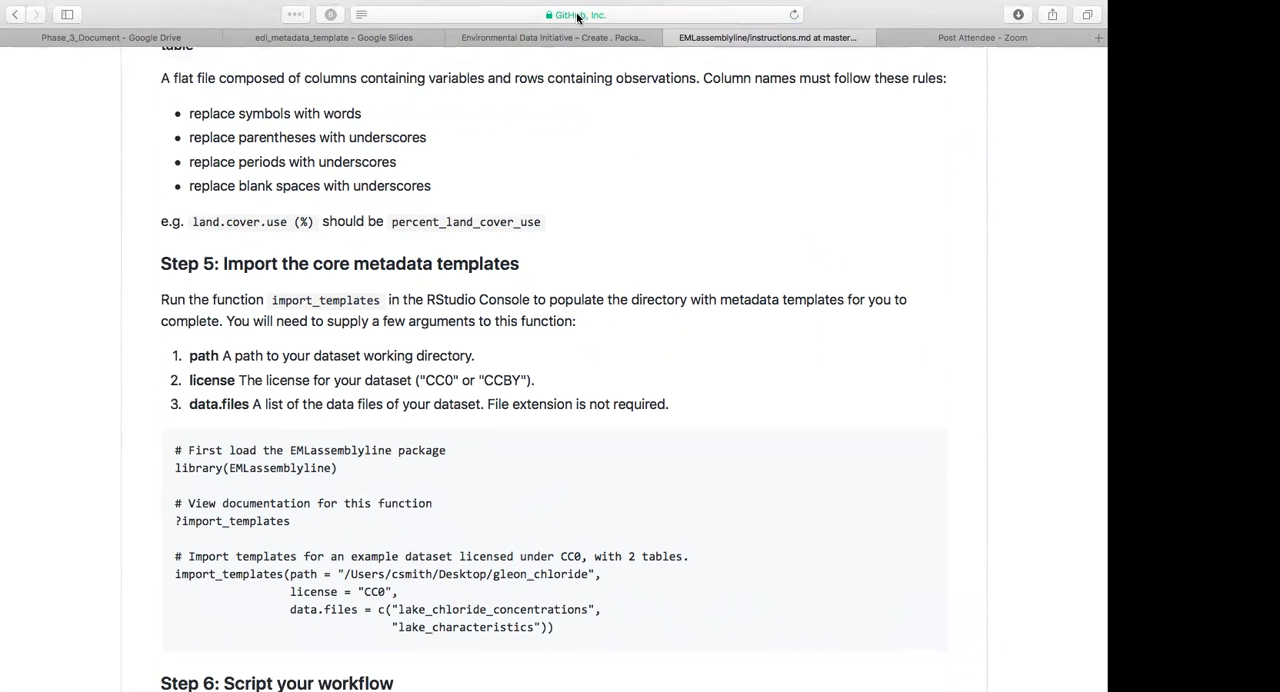 GitHub, Inc.
Phase_3_Document - Google Drive
edi_metadata_template - Google Slides
Environmental Data Initiative – Create . Packa...
EMLassemblyline/instructions.md at master...
Post Attendee - Zoom
table
A flat file composed of columns containing variables and rows containing observations. Column names must follow these rules:
• replace symbols with words
• replace parentheses with underscores
• replace periods with underscores
• replace blank spaces with underscores
e.g. land.cover.use (%) should be percent_land_cover_use
Step 5: Import the core metadata templates
Run the function import_templates in the RStudio Console to populate the directory with metadata templates for you to
complete. You will need to supply a few arguments to this function:
1. path A path to your dataset working directory.
2. license The license for your dataset ("CC0" or "CCBY").
3. data.files A list of the data files of your dataset. File extension is not required.
# First load the EMLassemblyline package
library(EMLassemblyline)
# View documentation for this function
?import_templates
# Import templates for an example dataset licensed under CC0, with 2 tables.
import_templates(path = "/Users/csmith/Desktop/gleon_chloride",
license = "CC0",
data.files = c("lake_chloride_concentrations",
"lake_characteristics"))
Step 6: Script your workflow